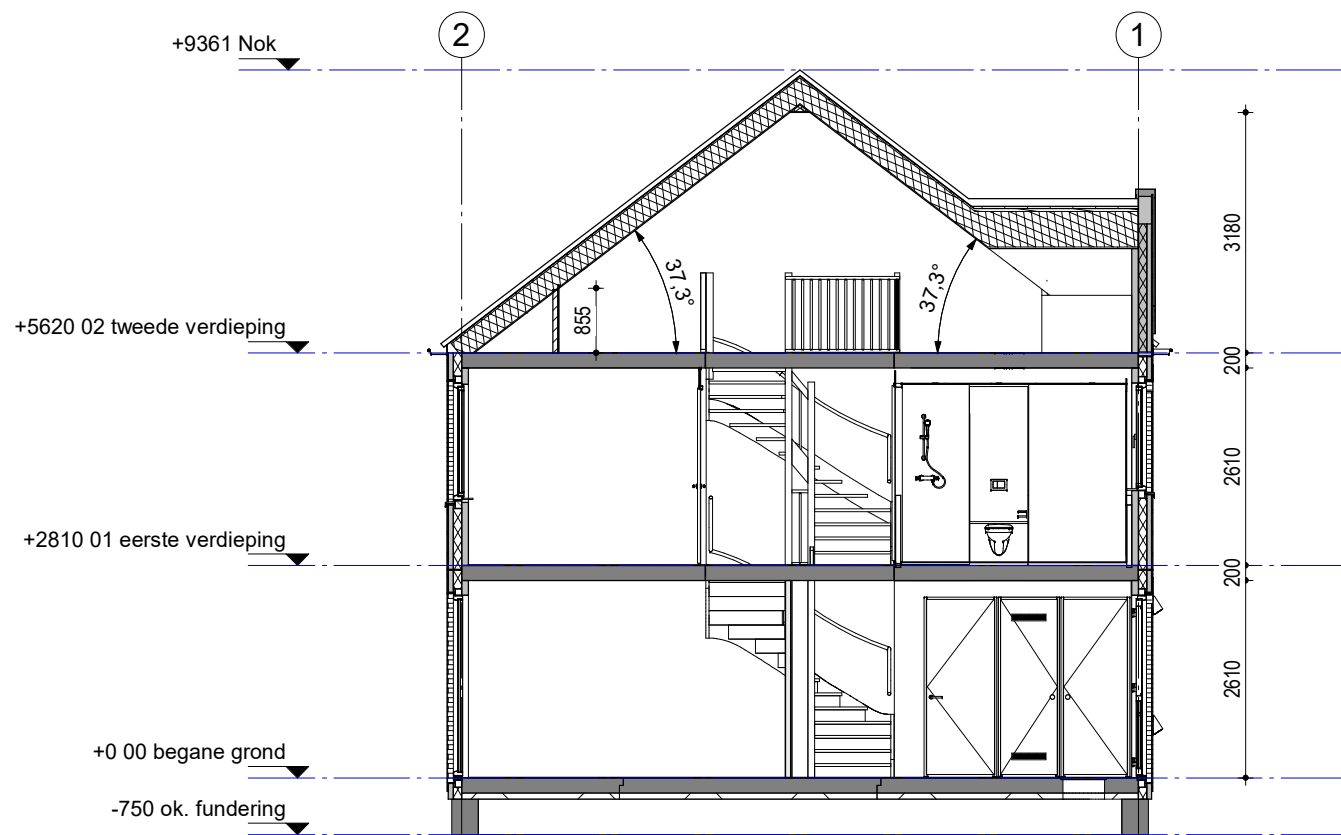 2
1
+9361 Nok
3180
37,3°
37,3°
855
+5620 02 tweede verdieping
200
2610
+2810 01 eerste verdieping
200
2610
+0 00 begane grond
-750 ok. fundering